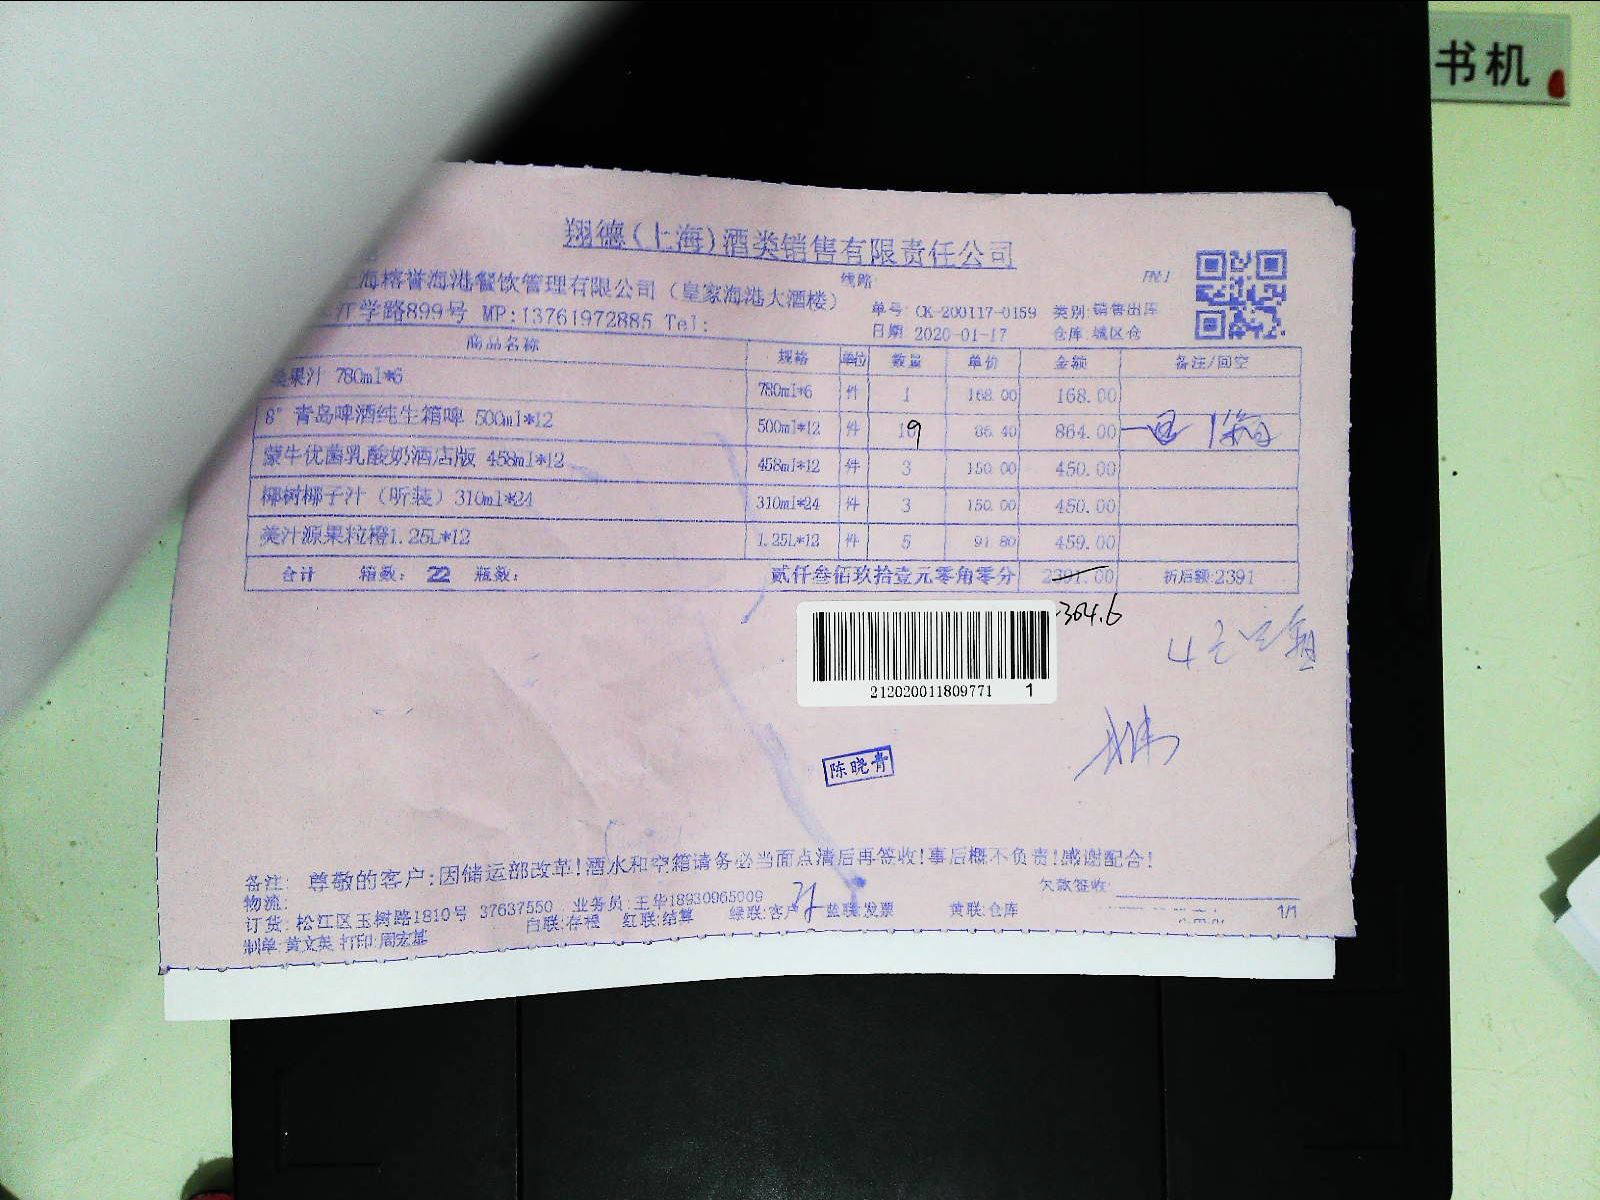 书机
翔德(上海)酒类销售有限责任公司
海榕誉海港餐饮管理有限公司（皇家海港大酒楼） 线路
江学路899号 MP:13761972885 Tel:
单号: CK-200117-0159 类别:销售出库
日期 2020-01-17 仓库:城区仓
商品名称 规格 单位 数量 单价 金额 备注/回空
果汁 780ml*6 780ml*6 件 1 168.00 168.00
8° 青岛啤酒纯生箱啤 500ml*12 500ml*12 件 10 9 86.40 864.00 1箱
蒙牛优菌乳酸奶酒店版 458ml*12 458ml*12 件 3 150.00 450.00
椰树椰子汁（听装）310ml*24 310ml*24 件 3 150.00 450.00
美汁源果粒橙1.25L*12 1.25L*12 件 5 91.80 459.00
合计 箱数: 22 瓶数: 贰仟叁佰玖拾壹元零角零分 2391.00 折后额:2391
304.6
212020011809771 1
陈晓青
备注: 尊敬的客户:因储运部改革!酒水和空箱请务必当面点清后再签收!事后概不负责!感谢配合!
物流: 欠款签收:
订货: 松江区玉树路1810号 37637550 业务员:王华18930965009
白联:存根 红联:结算 绿联:客户 蓝联:发票 黄联:仓库 1/1
制单:黄文英 打印:周宏基